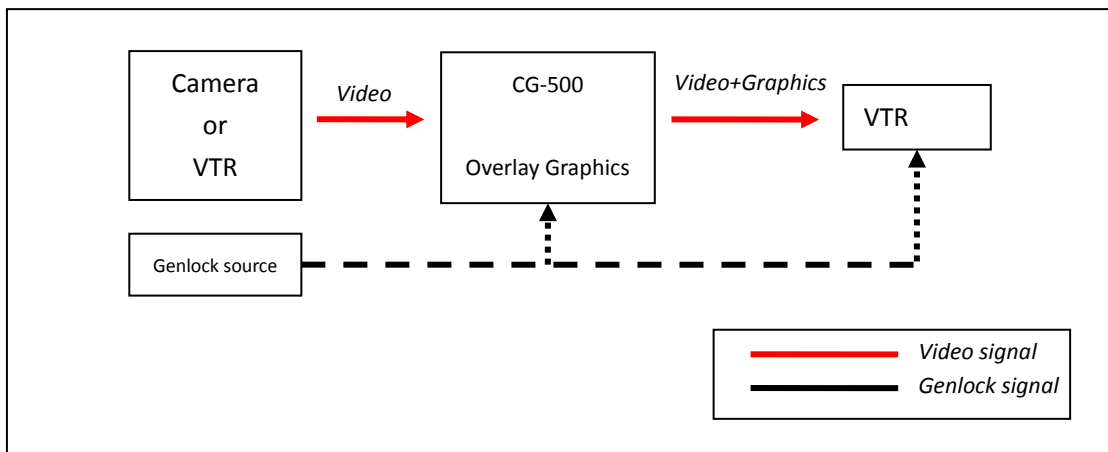 Camera
or
VTR
Video
CG-500
Overlay Graphics
Video+Graphics
VTR
Genlock source
Video signal
Genlock signal